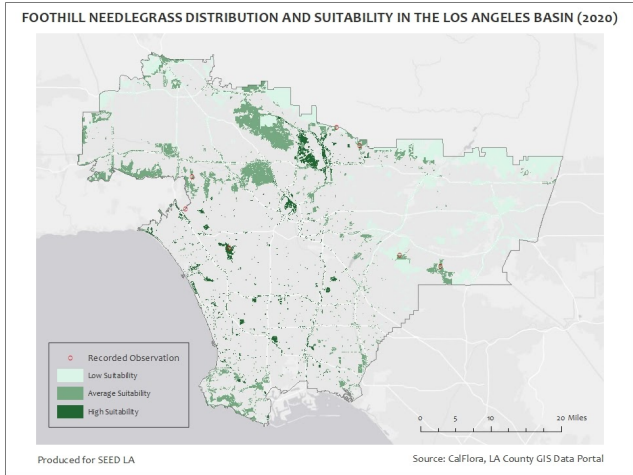 FOOTHILL NEEDLEGRASS DISTRIBUTION AND SUITABILITY IN THE LOS ANGELES BASIN (2020)
Recorded Observation
Low Suitability
Average Suitability
High Suitability
0 5 10 20 Miles
Produced for SEED LA
Source: CalFlora, LA County GIS Data Portal